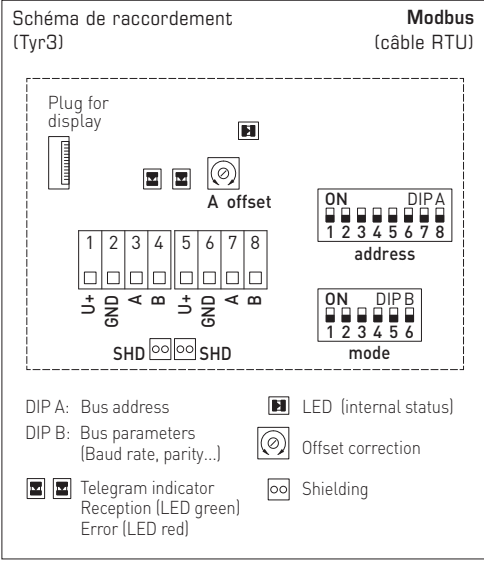 Schéma de raccordement Modbus
(Tyr3) (câble RTU)
Plug for
display
A offset
ON DIP A
1 2 3 4 5 6 7 8
address
1 2 3 4 5 6 7 8
U+ GND A B U+ GND A B
ON DIP B
1 2 3 4 5 6
mode
SHD SHD
DIP A: Bus address
DIP B: Bus parameters
(Baud rate, parity...)
Telegram indicator
Reception (LED green)
Error (LED red)
LED (internal status)
Offset correction
Shielding